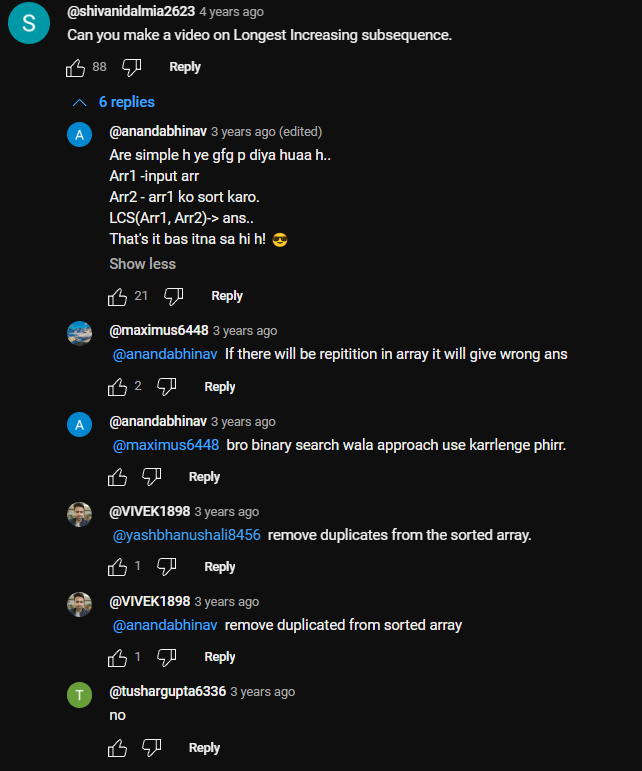 S
@shivanidalmia2623 4 years ago
Can you make a video on Longest Increasing subsequence.
88 Reply
6 replies
A
@anandabhinav 3 years ago (edited)
Are simple h ye gfg p diya huaa h..
Arr1 -input arr
Arr2 - arr1 ko sort karo.
LCS(Arr1, Arr2)-> ans..
That's it bas itna sa hi h! 😎
Show less
21 Reply
@maximus6448 3 years ago
@anandabhinav If there will be repitition in array it will give wrong ans
2 Reply
A
@anandabhinav 3 years ago
@maximus6448 bro binary search wala approach use karrlenge phirr.
Reply
@VIVEK1898 3 years ago
@yashbhanushali8456 remove duplicates from the sorted array.
1 Reply
@VIVEK1898 3 years ago
@anandabhinav remove duplicated from sorted array
1 Reply
T
@tushargupta6336 3 years ago
no
Reply